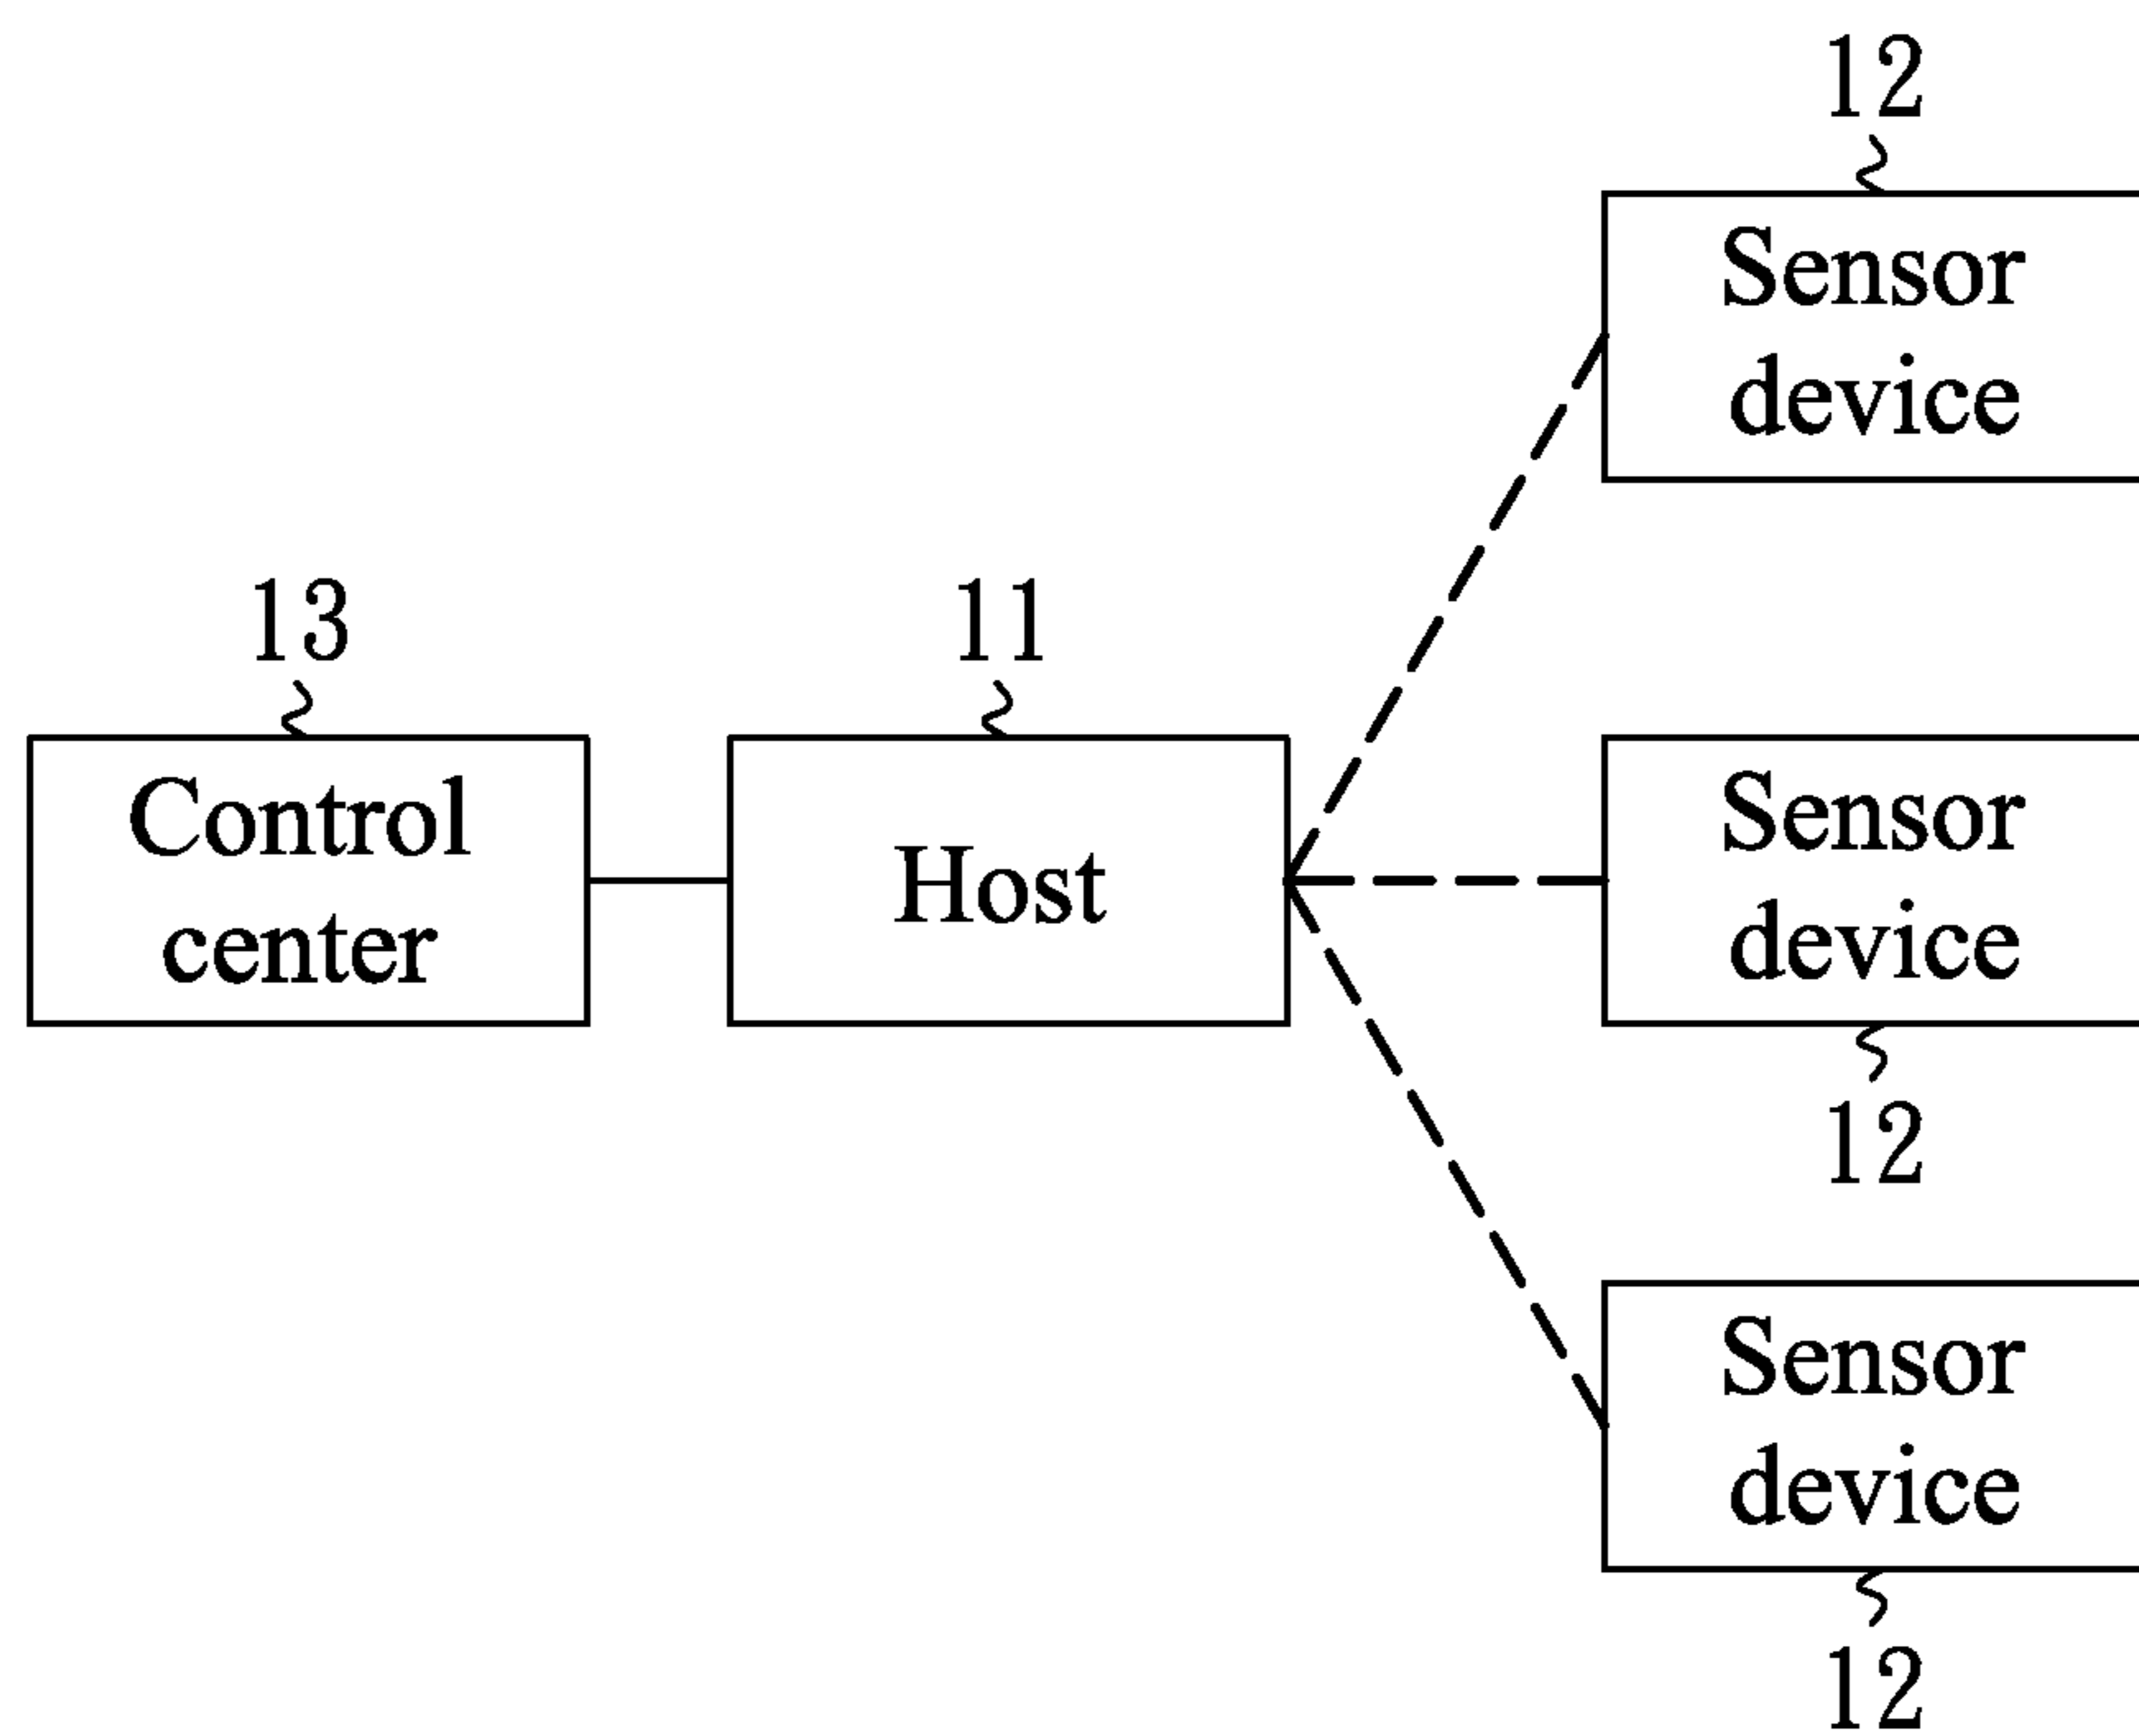 12
Sensor
device
13
Control
center
11
Host
Sensor
device
12
Sensor
device
12